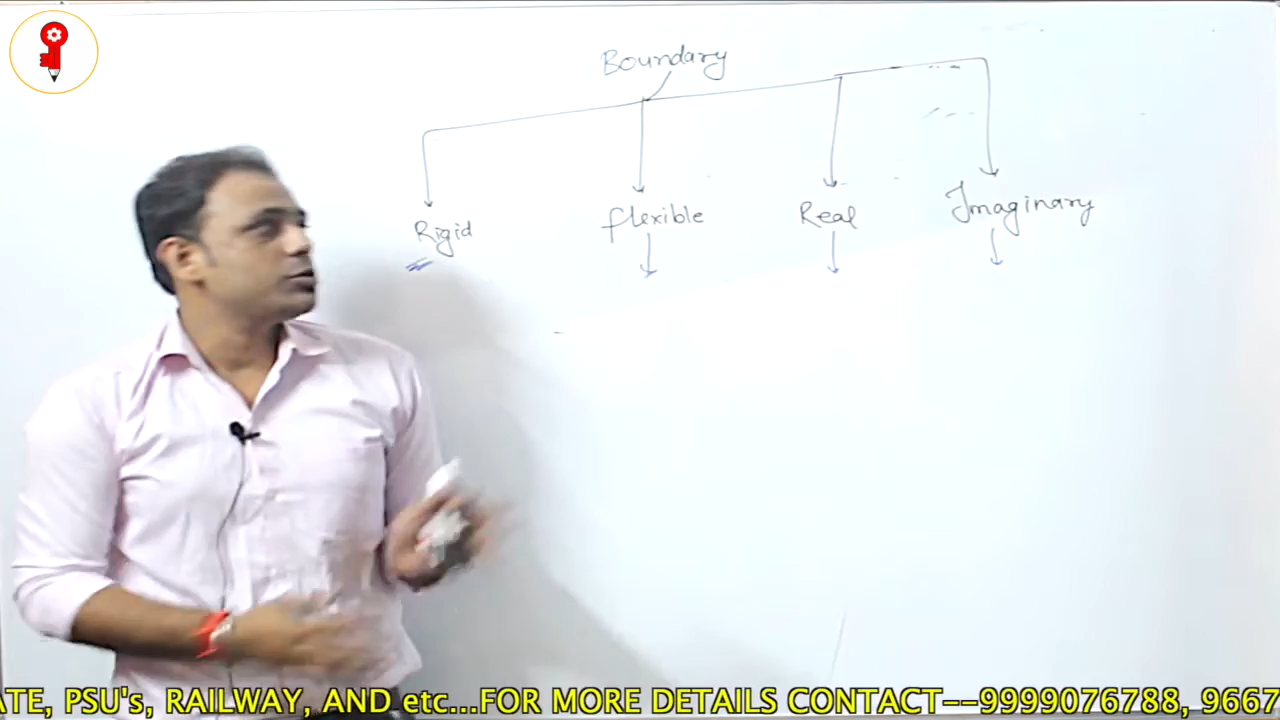 Boundary
Rigid flexible Real Imaginary
ATE, PSU's, RAILWAY, AND etc...FOR MORE DETAILS CONTACT--9999076788, 9667